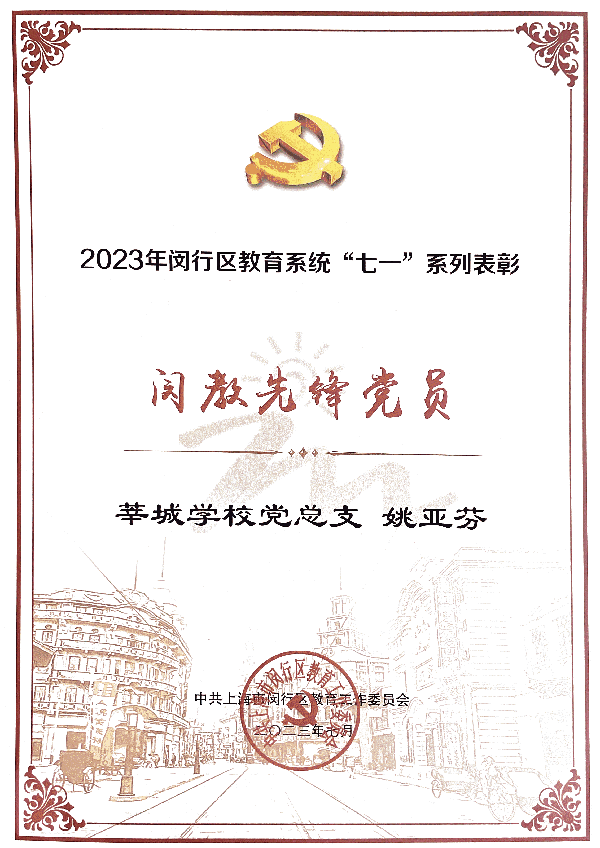 2023年闵行区教育系统“七一”系列表彰
闵教先锋党员
莘城学校党总支 姚亚芬
中共上海市闵行区教育工作委员会
二〇二三年七月